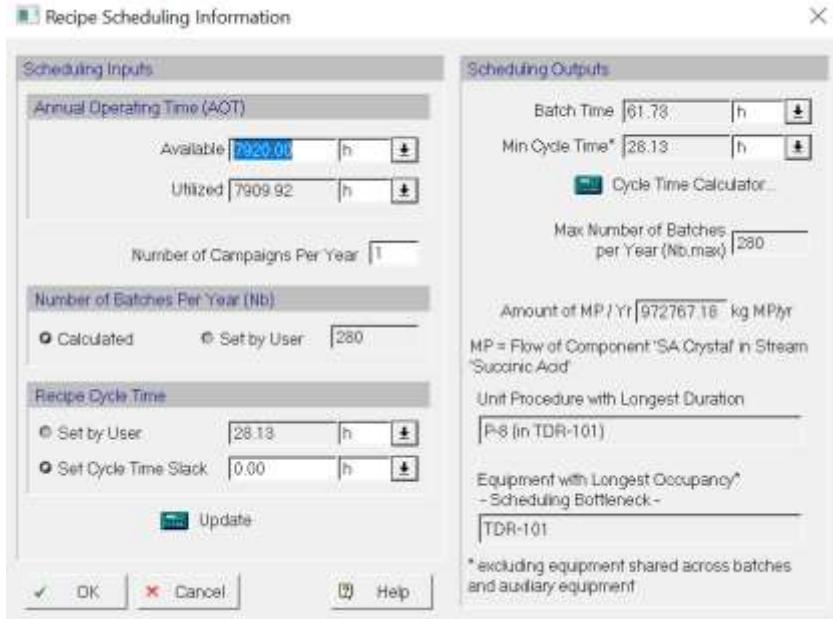 Recipe Scheduling Information
Scheduling Inputs
Annual Operating Time (AOT)
Available 7920.00 h
Utilized 7909.92 h
Number of Campaigns Per Year 1
Number of Batches Per Year (Nb)
Calculated Set by User 280
Recipe Cycle Time
Set by User 28.13 h
Set Cycle Time Slack 0.00 h
Update
OK Cancel Help
Scheduling Outputs
Batch Time 61.73 h
Min Cycle Time* 28.13 h
Cycle Time Calculator...
Max Number of Batches
per Year (Nb,max) 280
Amount of MP / Yr 972767.18 kg MP/yr
MP = Flow of Component 'SA Crystal' in Stream
'Succinic Acid'
Unit Procedure with Longest Duration
P-8 (in TDR-101)
Equipment with Longest Occupancy*
- Scheduling Bottleneck -
TDR-101
* excluding equipment shared across batches
and auxiliary equipment